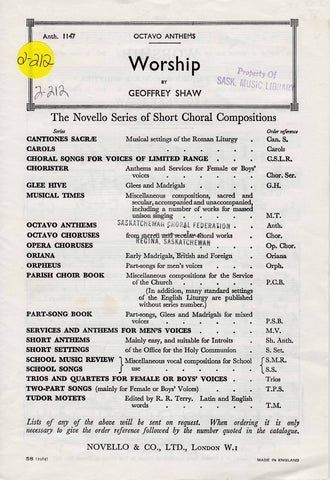 Anth. 1147
OCTAVO ANTHEMS
2-212
Worship
BY
GEOFFREY SHAW
Property of
SASK. MUSIC LIBRARY
2-212
The Novello Series of Short Choral Compositions
Series Order reference
CANTIONES SACRÆ Musical settings of the Roman Liturgy . Can. S.
CAROLS . . . . . . . . Carols
CHORAL SONGS FOR VOICES OF LIMITED RANGE . . . C.S.L.R.
CHORISTER Anthems and Services for Female or Boys'
voices . . . . . Chor. Ser.
GLEE HIVE Glees and Madrigals . . . . G.H.
MUSICAL TIMES Miscellaneous compositions, sacred and
secular, accompanied and unaccompanied,
including a number of works for massed
unison singing . . . . M.T.
OCTAVO ANTHEMS . . . . . Anth.
SASKATCHEWAN CHORAL FEDERATION
OCTAVO CHORUSES from sacred and secular choral works . Chor.
REGINA, SASKATCHEWAN
OPERA CHORUSES . . . . . Op. Chor.
ORIANA Early Madrigals, British and Foreign . Oriana
ORPHEUS Part-songs for men's voices . . Orph.
PARISH CHOIR BOOK Miscellaneous compositions for the Service
of the Church . . . . P.C.B.
(In addition, many standard settings
of the English Liturgy are published
without series number.)
PART-SONG BOOK Part-songs, Glees and Madrigals for mixed
voices . . . . . P.S.B.
SERVICES AND ANTHEMS FOR MEN'S VOICES . . . M.V.
SHORT ANTHEMS Mainly easy, and suitable for Introits . Sh. Anth.
SHORT SETTINGS of the Office for the Holy Communion . S. Set.
SCHOOL MUSIC REVIEW } Miscellaneous vocal compositions for School { S.M.R.
SCHOOL SONGS } use . . . . . { S.S.
TRIOS AND QUARTETS FOR FEMALE OR BOYS' VOICES . . Trios
TWO-PART SONGS (mainly for Female or Boys' Voices) . . T.P.S.
TUDOR MOTETS Edited by R. R. Terry. Latin and English
words . . . . . T.M.
Lists of any of the above will be sent on request. When ordering it is only
necessary to give the order reference followed by the number quoted in the catalogue.
NOVELLO & CO., LTD., LONDON W.1
MADE IN ENGLAND